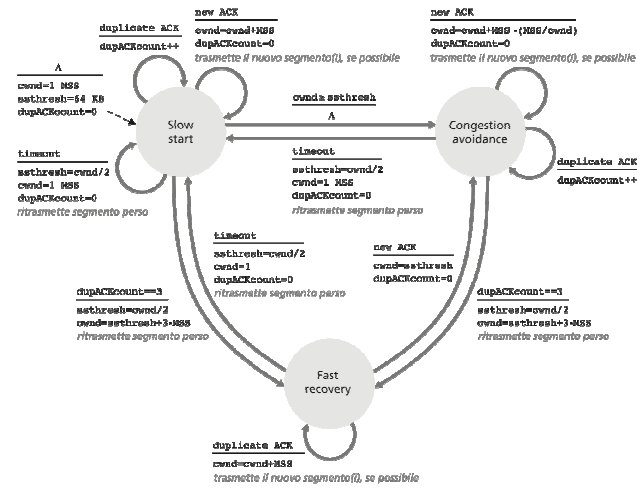 new ACK
cwnd=cwnd+MSS
dupACKcount=0
trasmette il nuovo segmento(i), se possibile
duplicate ACK
dupACKcount++
Λ
cwnd=1 MSS
ssthresh=64 KB
dupACKcount=0
timeout
ssthresh=cwnd/2
cwnd=1 MSS
dupACKcount=0
ritrasmette segmento perso
Slow
start
cwnd≥ssthresh
Λ
timeout
ssthresh=cwnd/2
cwnd=1 MSS
dupACKcount=0
ritrasmette segmento perso
new ACK
cwnd=cwnd+MSS·(MSS/cwnd)
dupACKcount=0
trasmette il nuovo segmento(i), se possibile
Congestion
avoidance
duplicate ACK
dupACKcount++
timeout
ssthresh=cwnd/2
cwnd=1
dupACKcount=0
ritrasmette segmento perso
new ACK
cwnd=ssthresh
dupACKcount=0
dupACKcount==3
ssthresh=cwnd/2
cwnd=ssthresh+3·MSS
ritrasmette segmento perso
dupACKcount==3
ssthresh=cwnd/2
cwnd=ssthresh+3·MSS
ritrasmette segmento perso
Fast
recovery
duplicate ACK
cwnd=cwnd+MSS
trasmette il nuovo segmento(i), se possibile